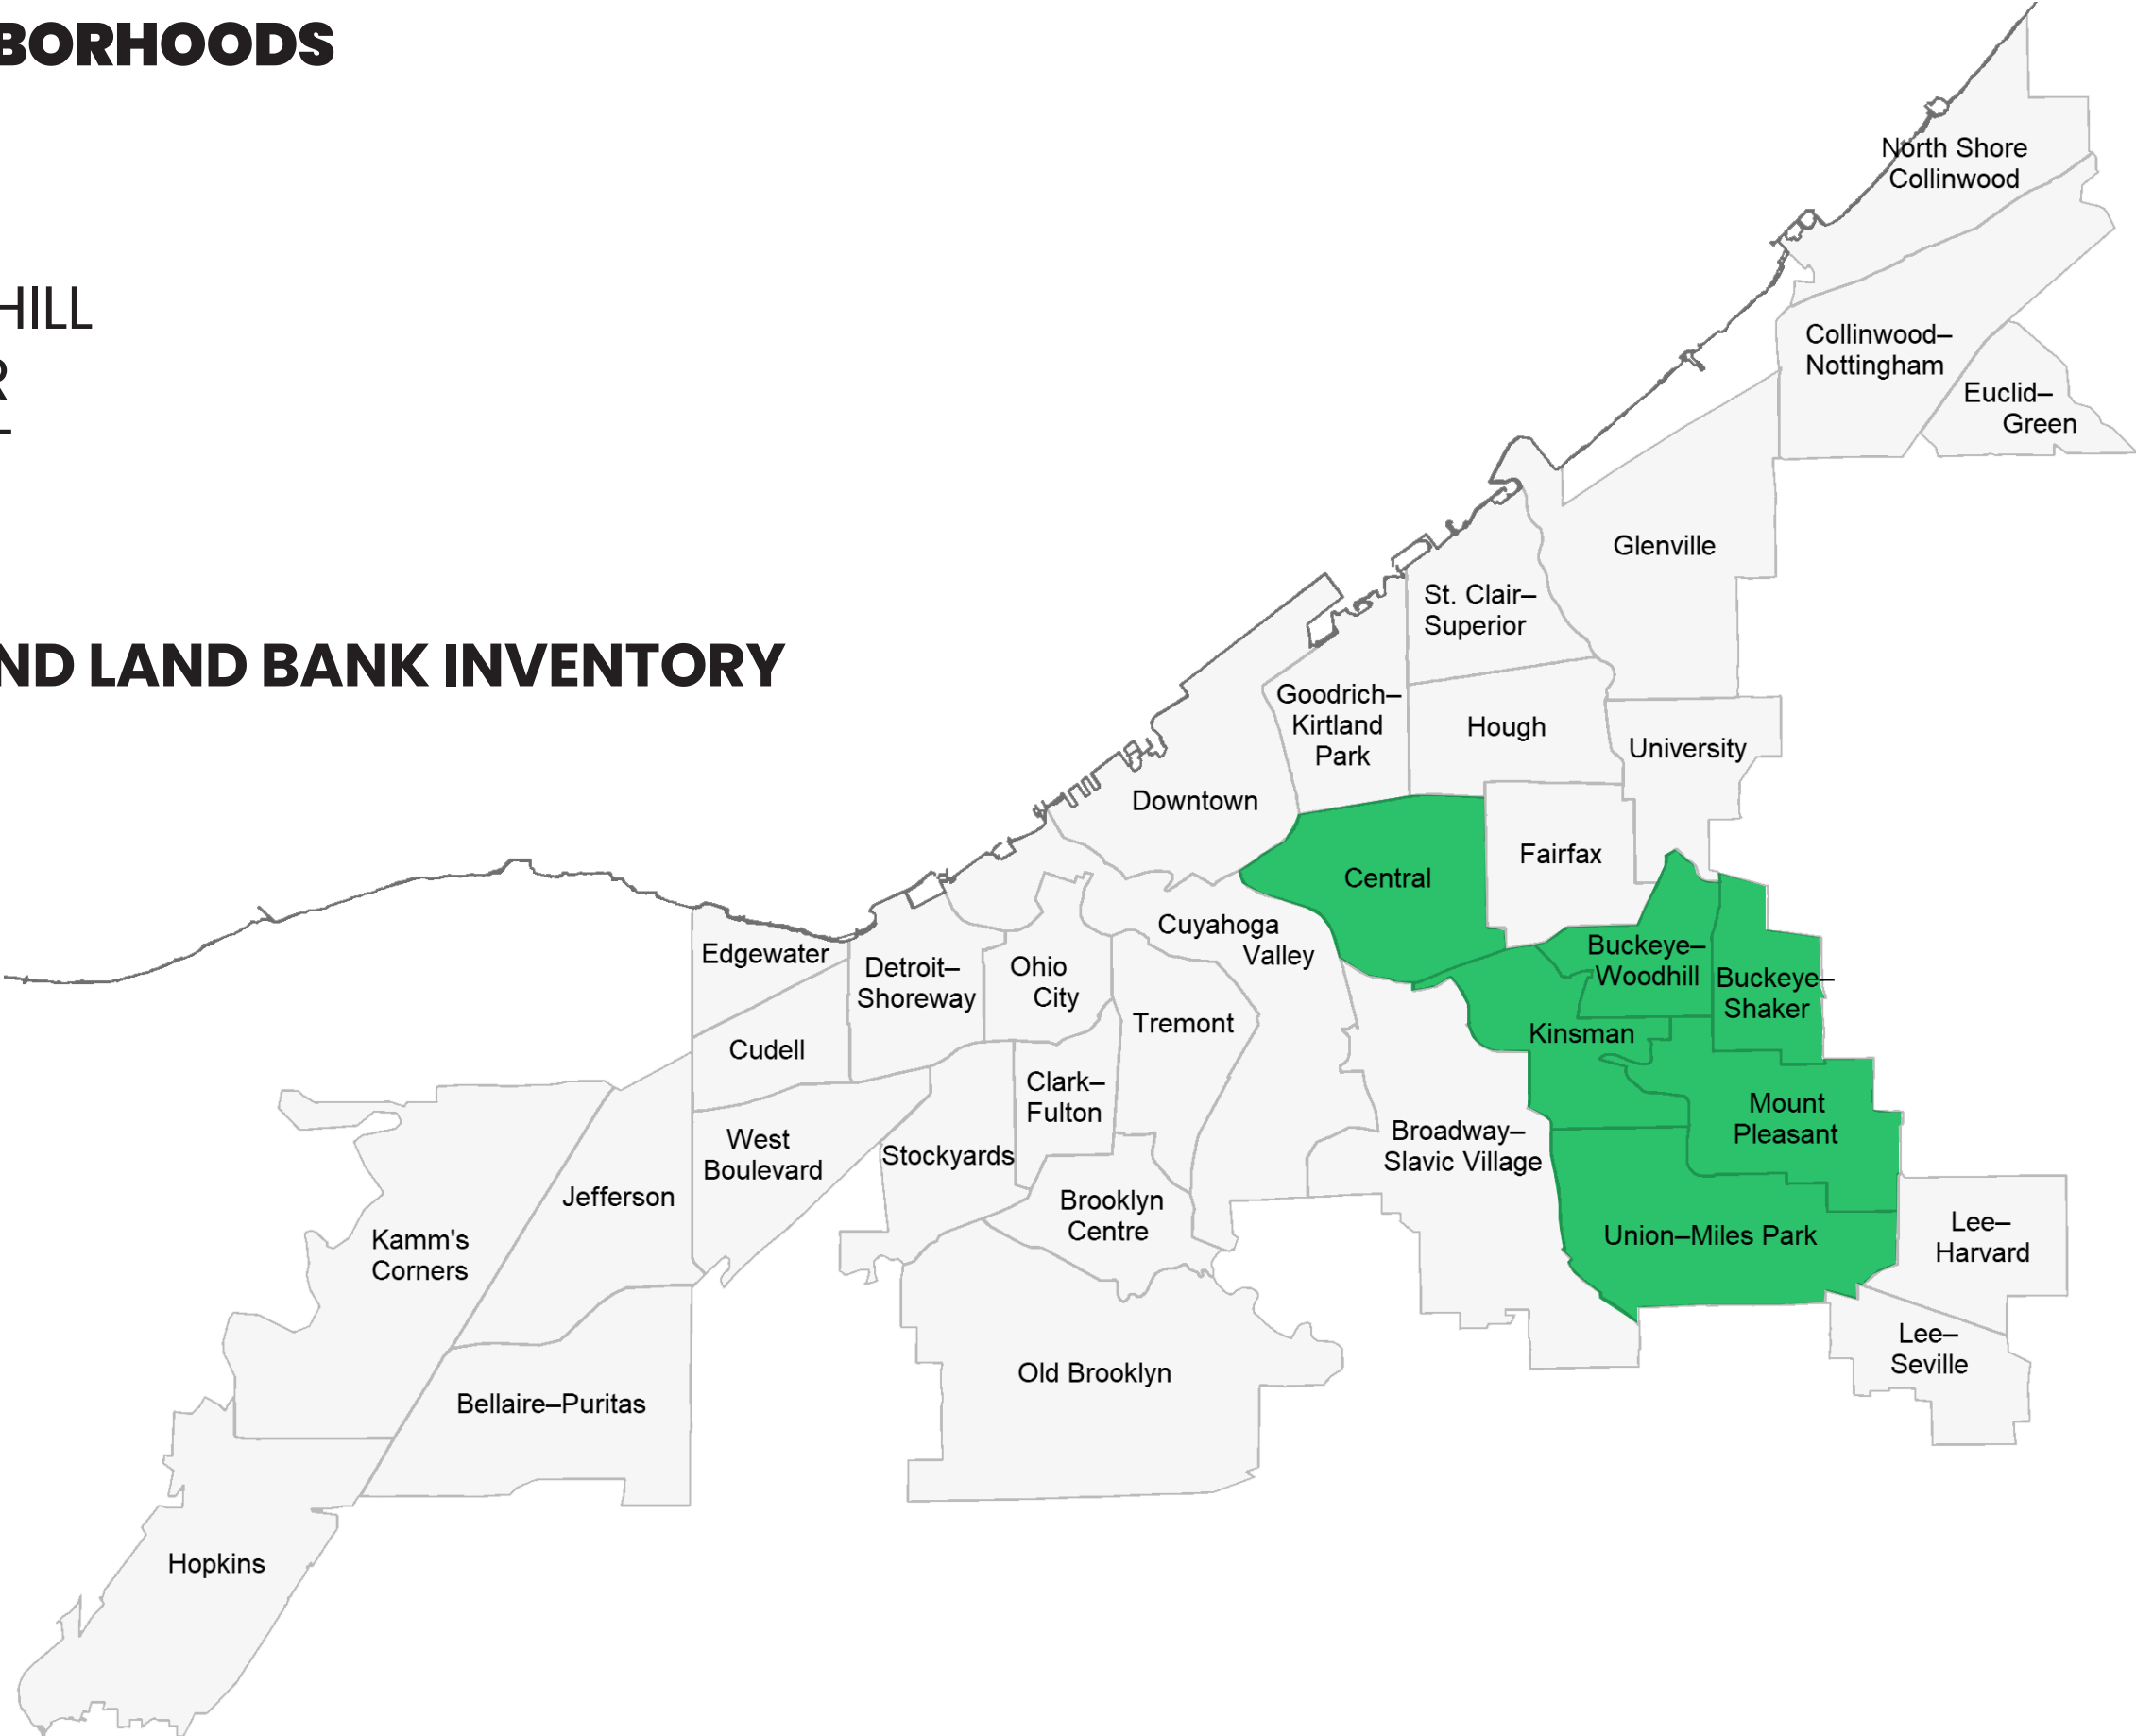 BORHOODS
HILL
R
ND LAND BANK INVENTORY
North Shore
Collinwood
Collinwood–
Nottingham
Euclid–
Green
Glenville
St. Clair–
Superior
Goodrich–
Kirtland
Park
Hough
University
Downtown
Fairfax
Central
Cuyahoga
Valley
Buckeye–
Woodhill
Buckeye–
Shaker
Edgewater
Detroit–
Shoreway
Ohio
City
Tremont
Kinsman
Cudell
Clark–
Fulton
Mount
Pleasant
West
Boulevard
Stockyards
Broadway–
Slavic Village
Jefferson
Brooklyn
Centre
Kamm's
Corners
Union–Miles Park
Lee–
Harvard
Old Brooklyn
Lee–
Seville
Bellaire–Puritas
Hopkins